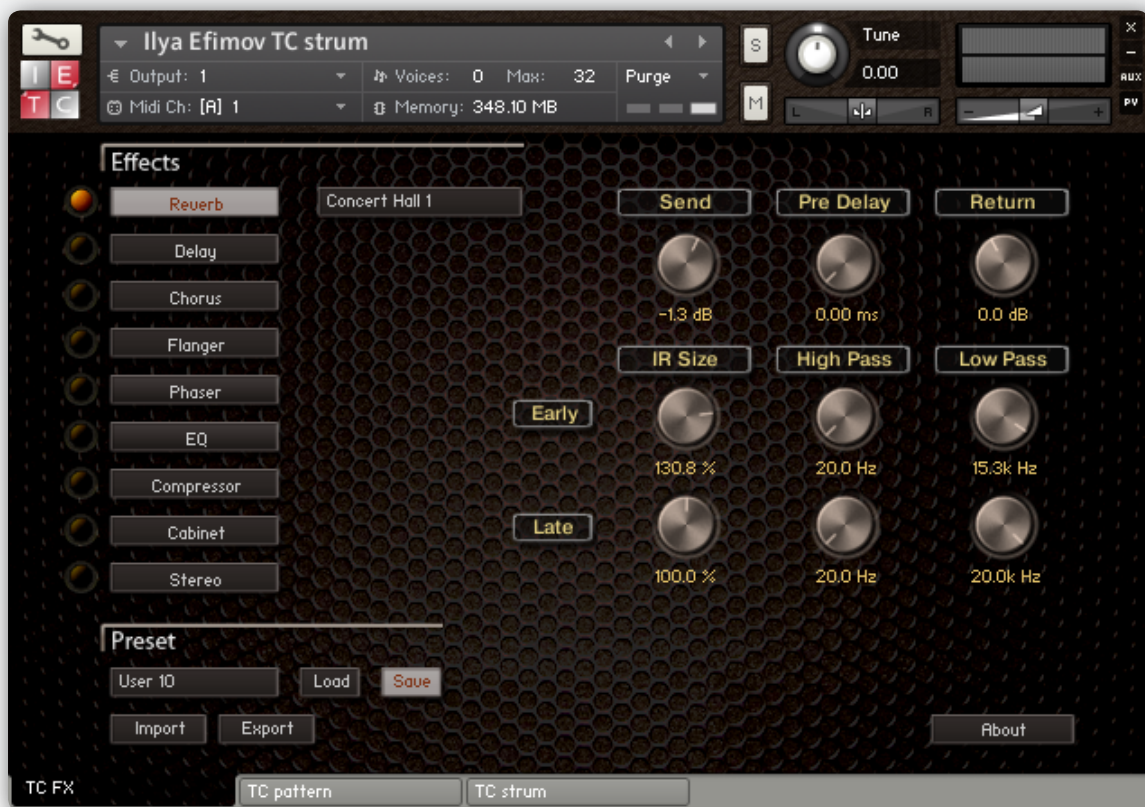 Ilya Efimov TC strum
S
Tune
0.00
X
–
AUX
PV
I E
T C
Output: 1
Voices: 0 Max: 32
Purge
Midi Ch: [A] 1
Memory: 348.10 MB
M
L R
- +
Effects
Reverb
Concert Hall 1
Send
Pre Delay
Return
Delay
Chorus
-1.3 dB
0.00 ms
0.0 dB
Flanger
IR Size
High Pass
Low Pass
Phaser
Early
EQ
130.8 %
20.0 Hz
15.3k Hz
Compressor
Cabinet
Late
Stereo
100.0 %
20.0 Hz
20.0k Hz
Preset
User 10
Load
Save
Import
Export
About
TC FX
TC pattern
TC strum